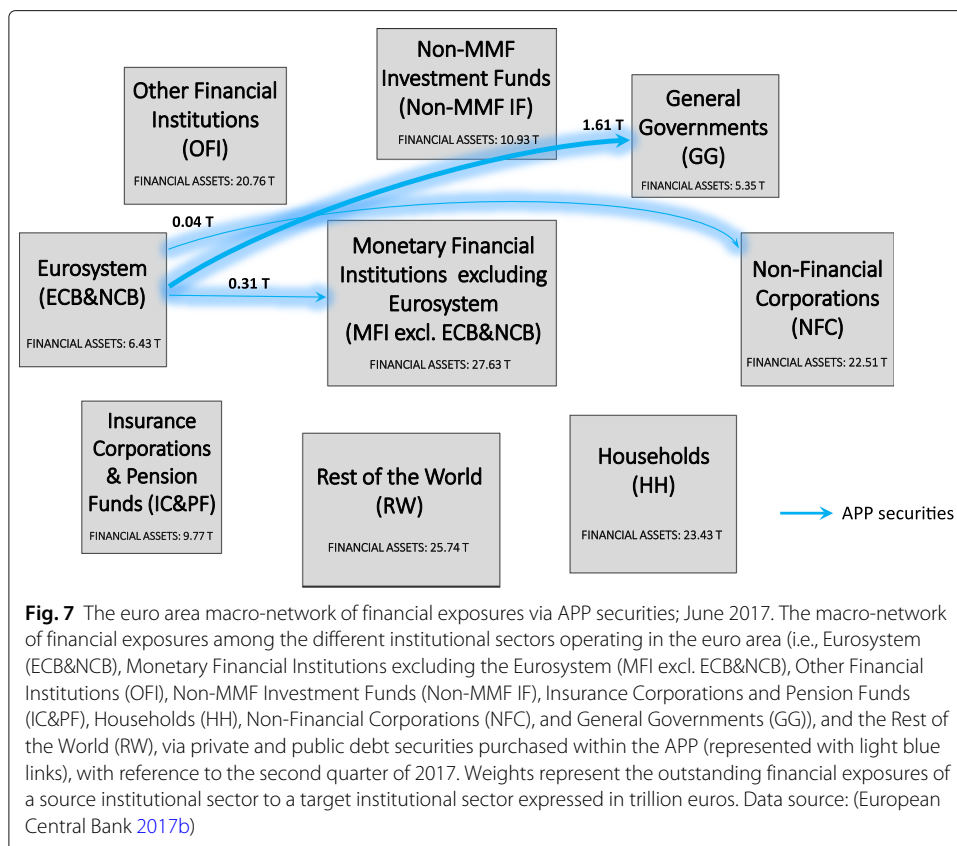 Other Financial
Institutions
(OFI)
FINANCIAL ASSETS: 20.76 T
Non-MMF
Investment Funds
(Non-MMF IF)
FINANCIAL ASSETS: 10.93 T
1.61 T
General
Governments
(GG)
FINANCIAL ASSETS: 5.35 T
0.04 T
Eurosystem
(ECB&NCB)
FINANCIAL ASSETS: 6.43 T
0.31 T
Monetary Financial
Institutions excluding
Eurosystem
(MFI excl. ECB&NCB)
FINANCIAL ASSETS: 27.63 T
Non-Financial
Corporations
(NFC)
FINANCIAL ASSETS: 22.51 T
Insurance
Corporations
& Pension
Funds (IC&PF)
FINANCIAL ASSETS: 9.77 T
Rest of the World
(RW)
FINANCIAL ASSETS: 25.74 T
Households
(HH)
FINANCIAL ASSETS: 23.43 T
APP securities
Fig. 7 The euro area macro-network of financial exposures via APP securities; June 2017. The macro-network
of financial exposures among the different institutional sectors operating in the euro area (i.e., Eurosystem
(ECB&NCB), Monetary Financial Institutions excluding the Eurosystem (MFI excl. ECB&NCB), Other Financial
Institutions (OFI), Non-MMF Investment Funds (Non-MMF IF), Insurance Corporations and Pension Funds
(IC&PF), Households (HH), Non-Financial Corporations (NFC), and General Governments (GG)), and the Rest of
the World (RW), via private and public debt securities purchased within the APP (represented with light blue
links), with reference to the second quarter of 2017. Weights represent the outstanding financial exposures of
a source institutional sector to a target institutional sector expressed in trillion euros. Data source: (European
Central Bank 2017b)